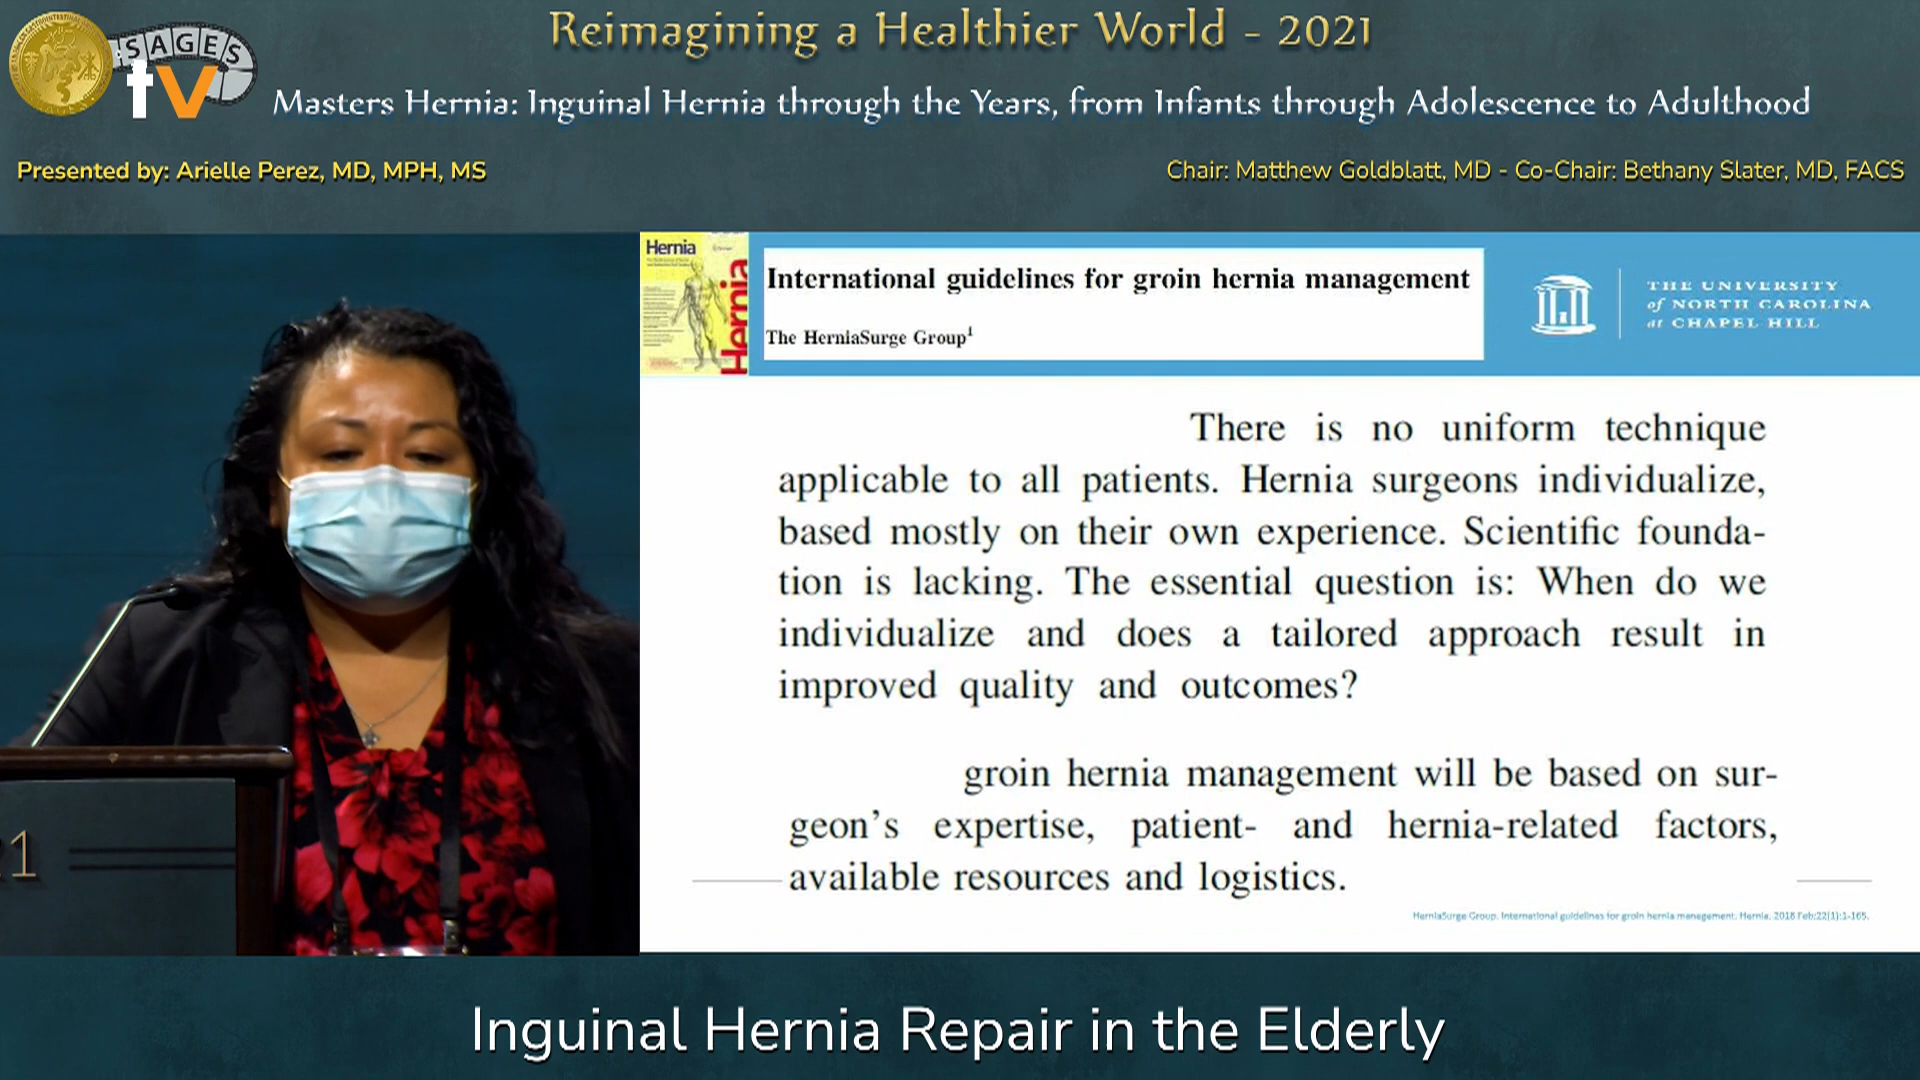 Reimagining a Healthier World - 2021
SAGES
tv
Masters Hernia: Inguinal Hernia through the Years, from Infants through Adolescence to Adulthood
Presented by: Arielle Perez, MD, MPH, MS
Chair: Matthew Goldblatt, MD - Co-Chair: Bethany Slater, MD, FACS
Hernia
Hernia
International guidelines for groin hernia management
The HerniaSurge Group¹
THE UNIVERSITY
of NORTH CAROLINA
at CHAPEL HILL
There is no uniform technique
applicable to all patients. Hernia surgeons individualize,
based mostly on their own experience. Scientific founda-
tion is lacking. The essential question is: When do we
individualize and does a tailored approach result in
improved quality and outcomes?
groin hernia management will be based on sur-
geon's expertise, patient- and hernia-related factors,
available resources and logistics.
HerniaSurge Group. International guidelines for groin hernia management. Hernia. 2018 Feb;22(1):1-165.
21
Inguinal Hernia Repair in the Elderly